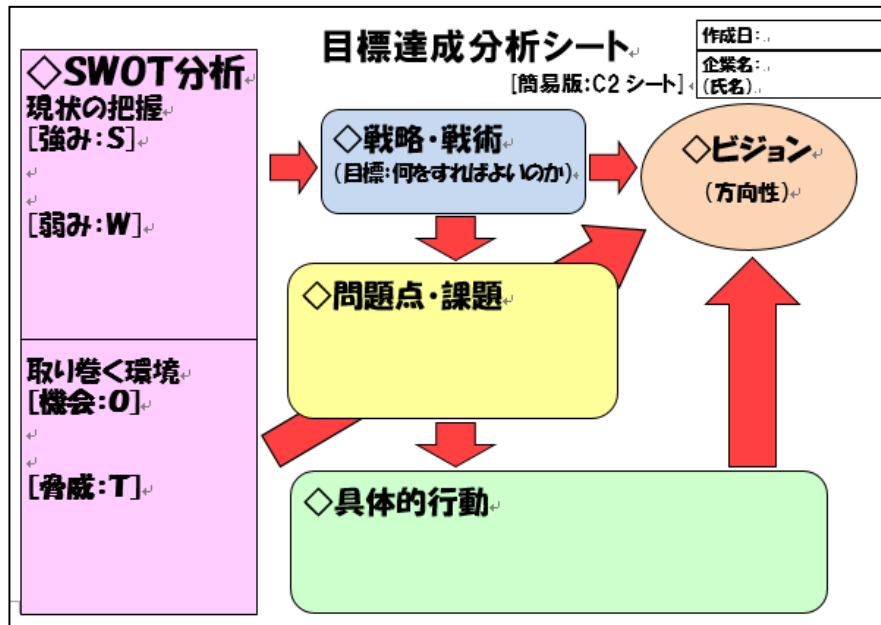 目標達成分析シート
[簡易版:C2 シート]
作成日:
企業名:
(氏名)
◇SWOT分析
現状の把握
[強み:S]
[弱み:W]
取り巻く環境
[機会:O]
[脅威:T]
◇戦略・戦術
(目標:何をすればよいのか)
◇ビジョン
(方向性)
◇問題点・課題
◇具体的行動